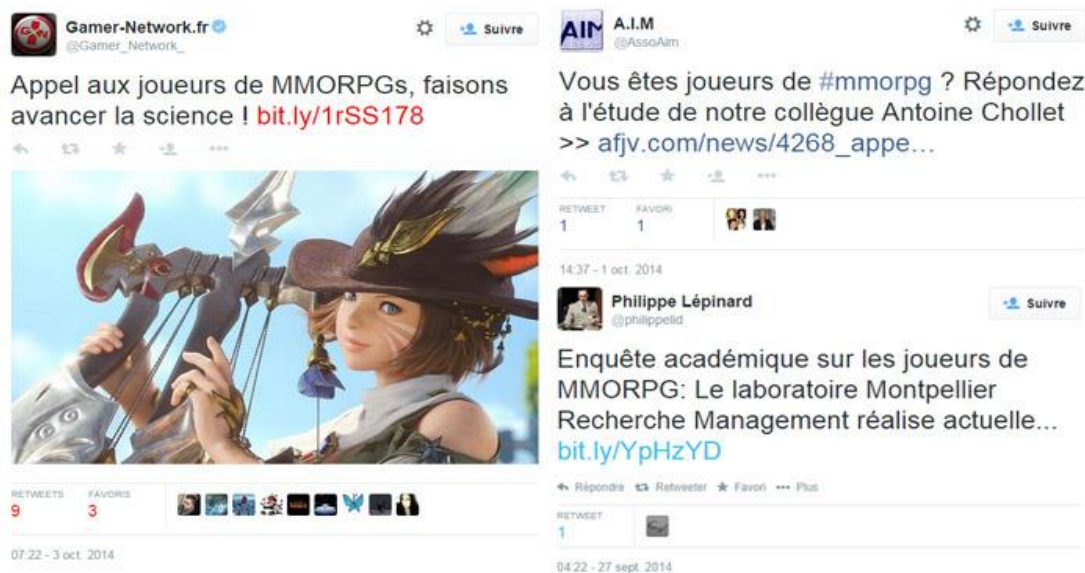 Gamer-Network.fr
@Gamer_Network_
Suivre
Appel aux joueurs de MMORPGs, faisons
avancer la science ! bit.ly/1rSS178
RETWEETS FAVORIS
9 3
07:22 - 3 oct. 2014
AIM
A.I.M
@AssoAim
Suivre
Vous êtes joueurs de #mmorpg ? Répondez
à l'étude de notre collègue Antoine Chollet
>> afjv.com/news/4268_appe...
RETWEET FAVORI
1 1
14:37 - 1 oct. 2014
Philippe Lépinard
@philippelid
Suivre
Enquête académique sur les joueurs de
MMORPG: Le laboratoire Montpellier
Recherche Management réalise actuelle...
bit.ly/YpHzYD
Répondre Retweeter Favori Plus
RETWEET
1
04:22 - 27 sept. 2014